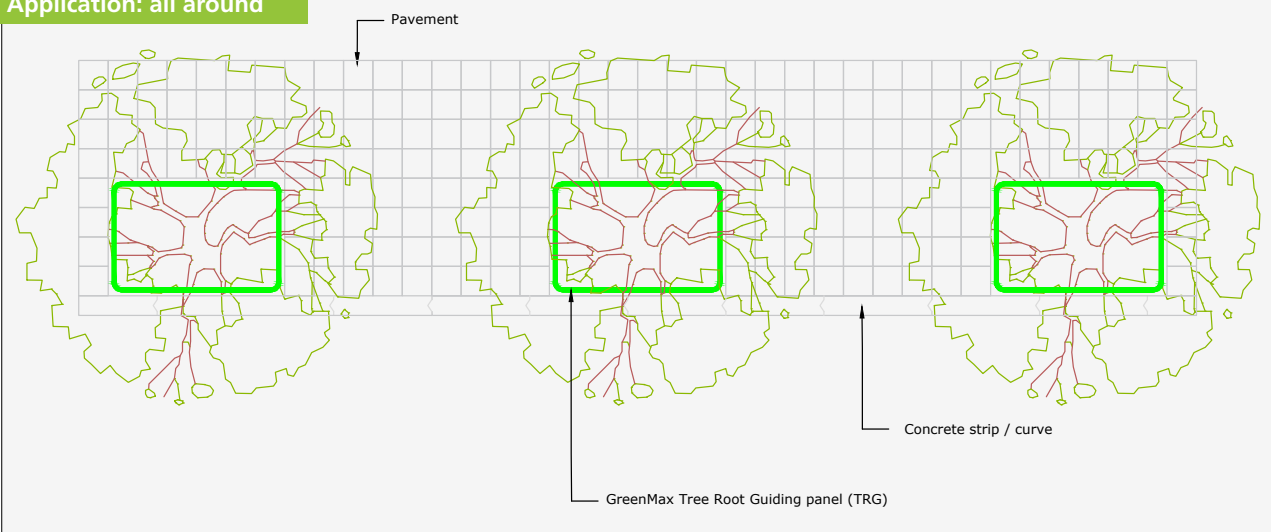 Application: all around
Pavement
Concrete strip / curve
GreenMax Tree Root Guiding panel (TRG)